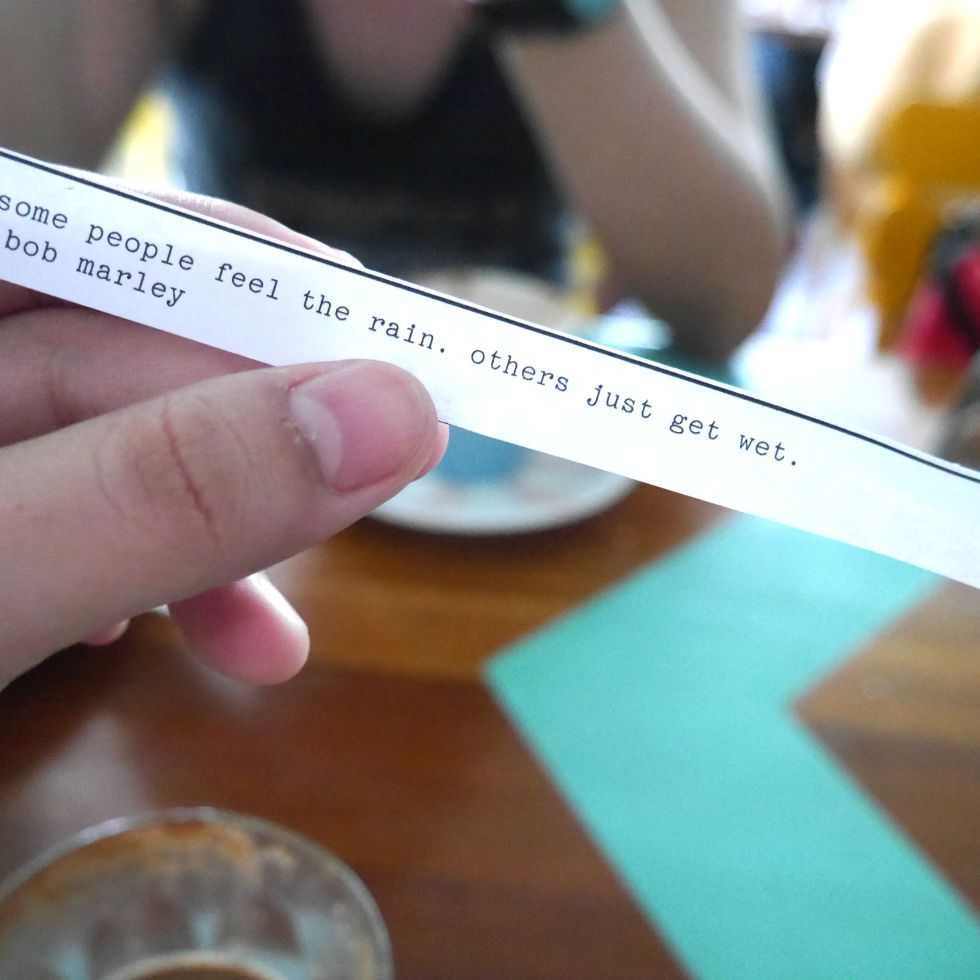 some people feel the rain. others just get wet.
bob marley